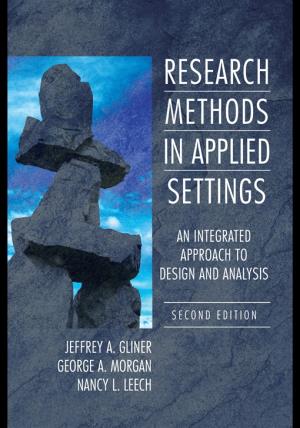 RESEARCH
METHODS
IN APPLIED
SETTINGS
AN INTEGRATED
APPROACH TO
DESIGN AND ANALYSIS
SECOND EDITION
JEFFREY A. GLINER
GEORGE A. MORGAN
NANCY L. LEECH